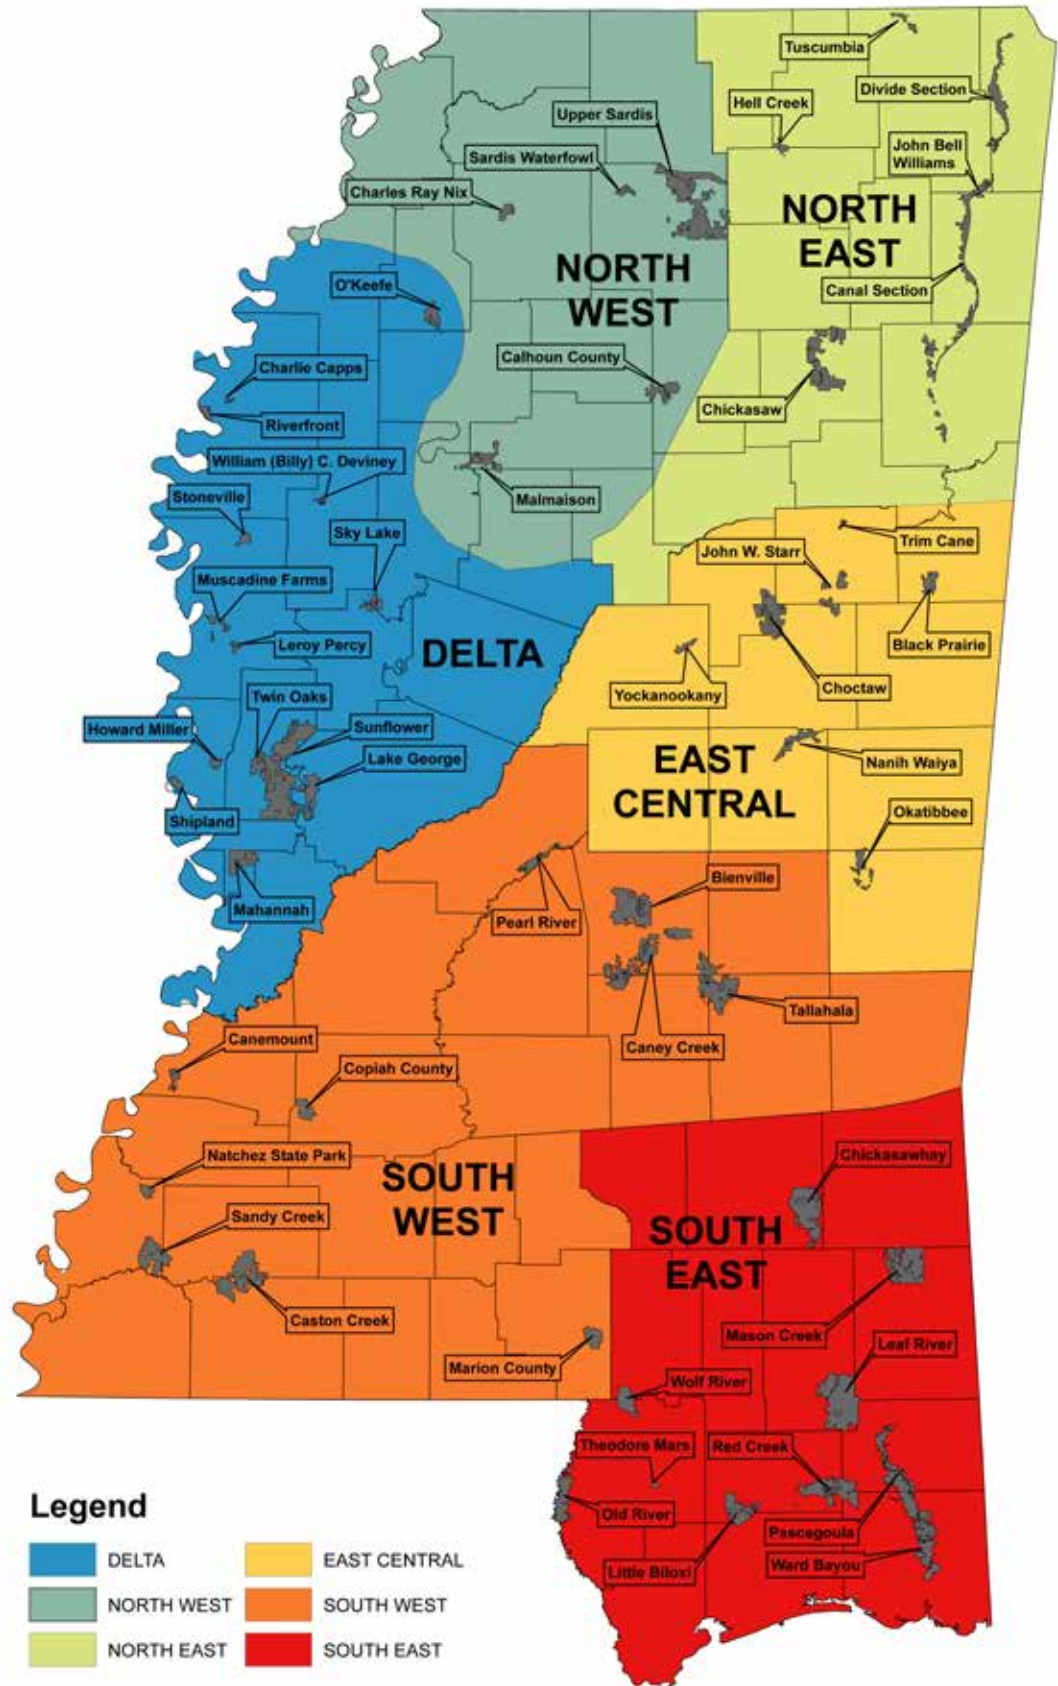 Tuscumbia
Divide Section
Hell Creek
Upper Sardis
John Bell
Williams
Sardis Waterfowl
Charles Ray Nix
NORTH
EAST
NORTH
WEST
O'Keefe
Canal Section
Calhoun County
Charlie Capps
Chickasaw
Riverfront
William (Billy) C. Deviney
Stoneville
Malmaison
Sky Lake
Trim Cane
John W. Starr
Muscadine Farms
Leroy Percy
DELTA
Black Prairie
Choctaw
Yockanookany
Twin Oaks
Howard Miller
Sunflower
Lake George
EAST
CENTRAL
Nanih Waiya
Okatibbee
Shipland
Bienville
Mahannah
Pearl River
Tallahala
Canemount
Caney Creek
Copiah County
Natchez State Park
Chickasawhay
SOUTH
WEST
Sandy Creek
SOUTH
EAST
Caston Creek
Mason Creek
Leaf River
Marion County
Wolf River
Theodore Mars
Red Creek
Old River
Pascagoula
Little Biloxi
Ward Bayou
Legend
DELTA
NORTH WEST
NORTH EAST
EAST CENTRAL
SOUTH WEST
SOUTH EAST